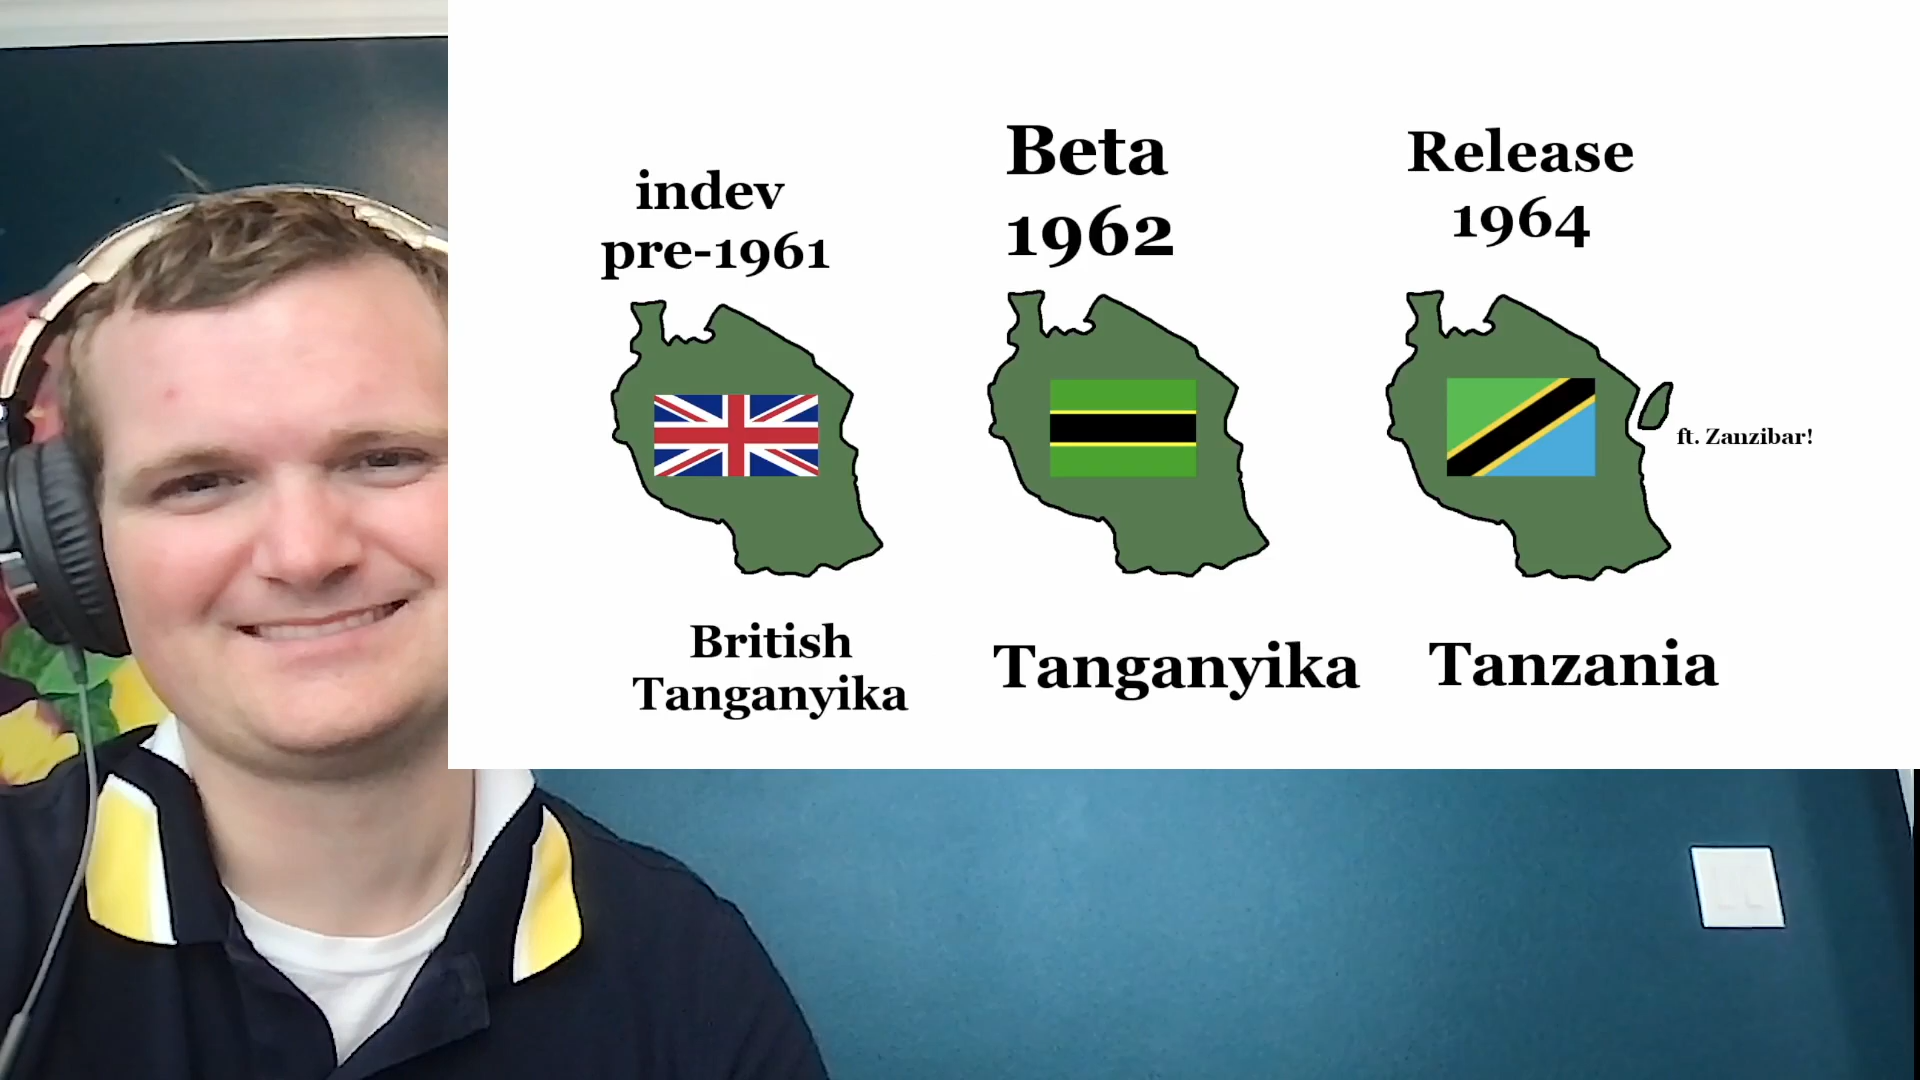 indev
pre-1961
Beta
1962
Release
1964
ft. Zanzibar!
British
Tanganyika
Tanganyika
Tanzania